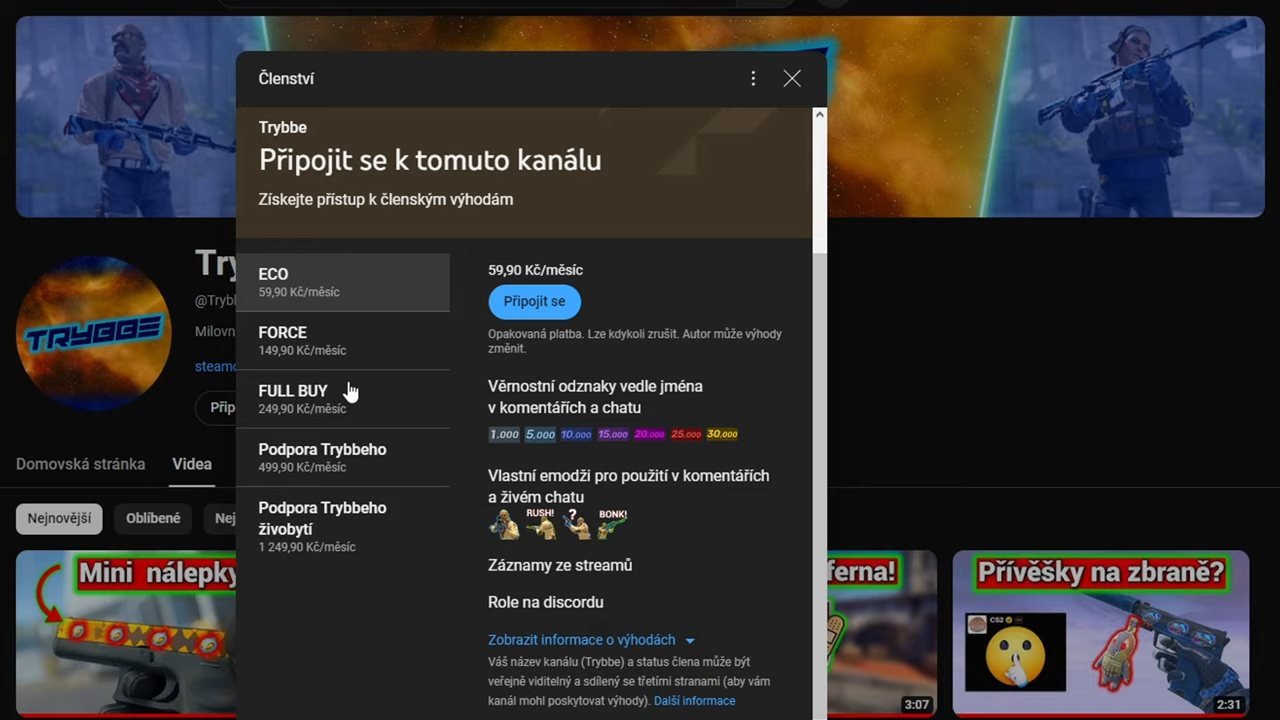 Členství
Trybbe
Připojit se k tomuto kanálu
Získejte přístup k členským výhodám
ECO
59,90 Kč/měsíc
FORCE
149,90 Kč/měsíc
FULL BUY
249,90 Kč/měsíc
Podpora Trybbeho
499,90 Kč/měsíc
Podpora Trybbeho
živobytí
1 249,90 Kč/měsíc
59,90 Kč/měsíc
Připojit se
Opakovaná platba. Lze kdykoli zrušit. Autor může výhody
změnit.
Věrnostní odznaky vedle jména
v komentářích a chatu
1.000 5.000 10.000 15.000 20.000 25.000 30.000
Vlastní emodži pro použití v komentářích
a živém chatu
RUSH! ? BONK!
Záznamy ze streamů
Role na discordu
Zobrazit informace o výhodách
Váš název kanálu (Trybbe) a status člena může být
veřejně viditelný a sdílený se třetími stranami (aby vám
kanál mohl poskytovat výhody). Další informace
TRYBBE
Try
@Trybb
Milovn
steamc
Přip
Domovská stránka Videa
Nejnovější Oblíbené Nej
Mini nálepky
ferna!
3:07
Přívěšky na zbraně?
CS2
2:31